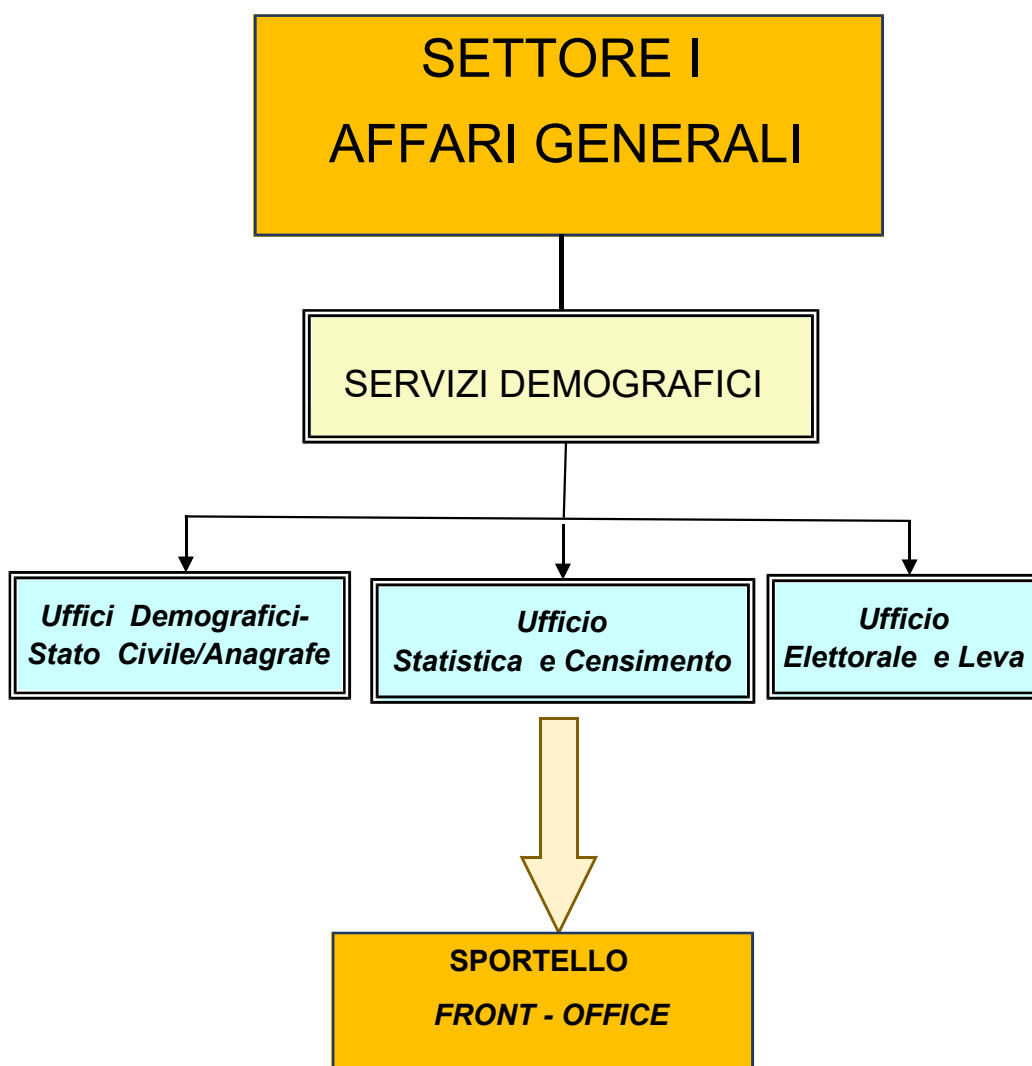 SETTORE I
AFFARI GENERALI
SERVIZI DEMOGRAFICI
Uffici Demografici-
Stato Civile/Anagrafe
Ufficio
Statistica e Censimento
Ufficio
Elettorale e Leva
SPORTELLO
FRONT - OFFICE